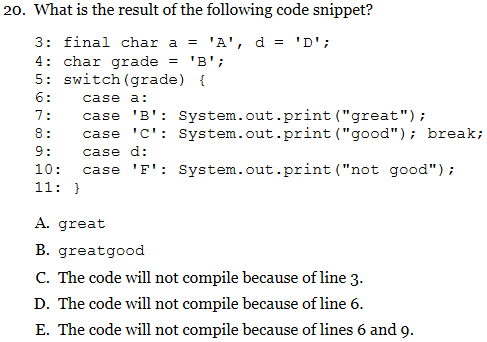 20. What is the result of the following code snippet?
3: final char a = 'A', d = 'D';
4: char grade = 'B';
5: switch(grade) {
6:   case a:
7:   case 'B': System.out.print("great");
8:   case 'C': System.out.print("good"); break;
9:   case d:
10:  case 'F': System.out.print("not good");
11: }
A. great
B. greatgood
C. The code will not compile because of line 3.
D. The code will not compile because of line 6.
E. The code will not compile because of lines 6 and 9.